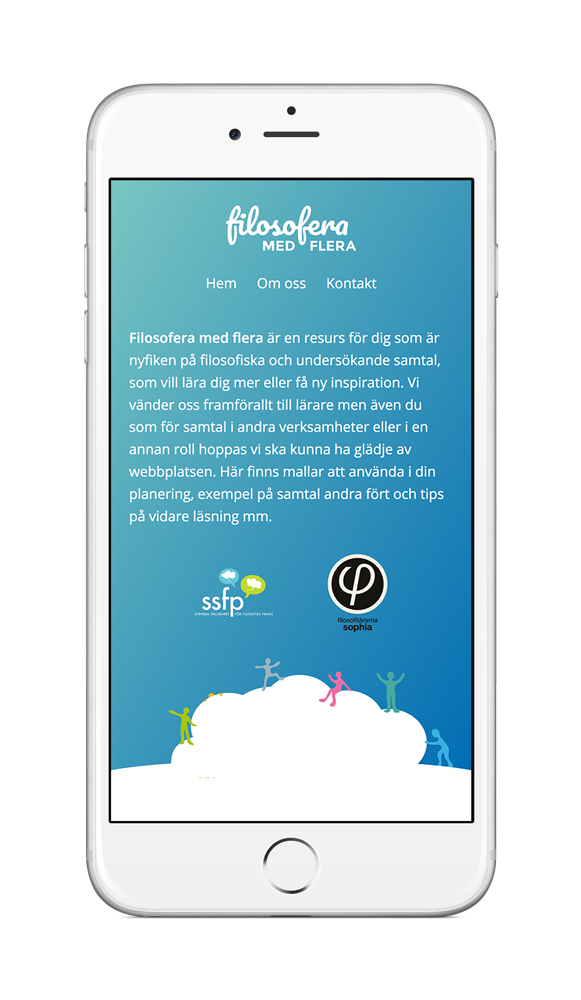 filosofera
MED FLERA
Hem Om oss Kontakt
Filosofera med flera är en resurs för dig som är
nyfiken på filosofiska och undersökande samtal,
som vill lära dig mer eller få ny inspiration. Vi
vänder oss framförallt till lärare men även du
som för samtal i andra verksamheter eller i en
annan roll hoppas vi ska kunna ha glädje av
webbplatsen. Här finns mallar att använda i din
planering, exempel på samtal andra fört och tips
på vidare läsning mm.
ssfp
SVENSKA SÄLLSKAPET FÖR FILOSOFISK PRAXIS
φ
filosofilärarna
sophia